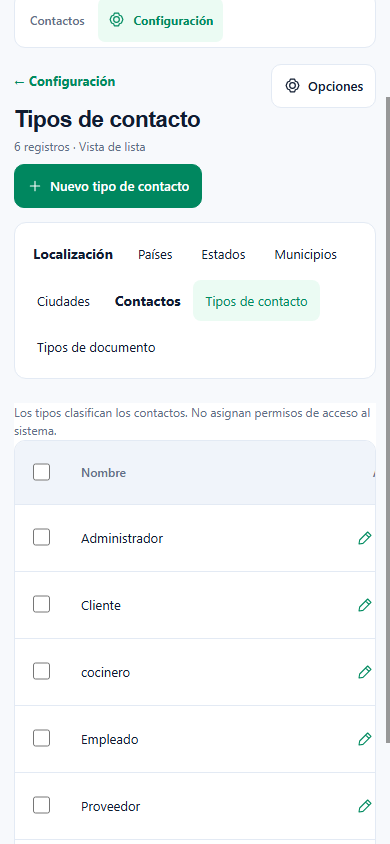 Contactos Configuración
← Configuración Opciones
Tipos de contacto
6 registros · Vista de lista
+ Nuevo tipo de contacto
Localización Países Estados Municipios
Ciudades Contactos Tipos de contacto
Tipos de documento
Los tipos clasifican los contactos. No asignan permisos de acceso al
sistema.
Nombre
Administrador
Cliente
cocinero
Empleado
Proveedor